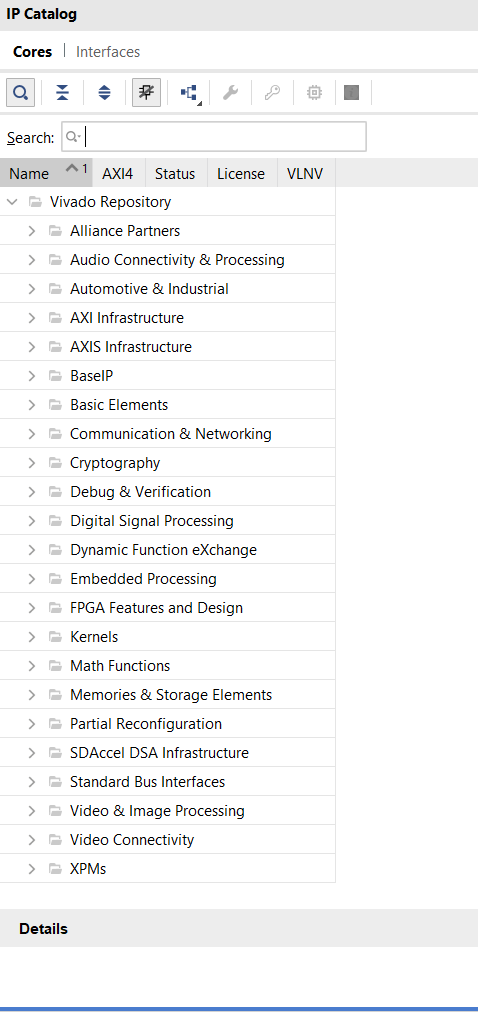 IP Catalog
Cores | Interfaces
Search:
Name 1 AXI4 Status License VLNV
Vivado Repository
Alliance Partners
Audio Connectivity & Processing
Automotive & Industrial
AXI Infrastructure
AXIS Infrastructure
BaseIP
Basic Elements
Communication & Networking
Cryptography
Debug & Verification
Digital Signal Processing
Dynamic Function eXchange
Embedded Processing
FPGA Features and Design
Kernels
Math Functions
Memories & Storage Elements
Partial Reconfiguration
SDAccel DSA Infrastructure
Standard Bus Interfaces
Video & Image Processing
Video Connectivity
XPMs
Details